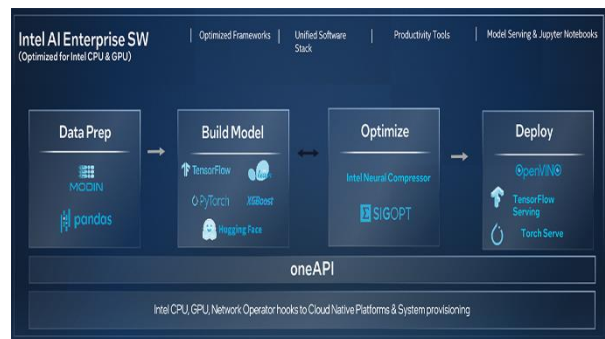 Intel AI Enterprise SW
(Optimized for Intel CPU & GPU)
Optimized Frameworks
Unified Software
Stack
Productivity Tools
Model Serving & Jupyter Notebooks
Data Prep
MODIN
pandas
Build Model
TensorFlow
PyTorch
XGBoost
Hugging Face
Optimize
Intel Neural Compressor
SIGOPT
Deploy
OpenVINO
TensorFlow
Serving
Torch Serve
oneAPI
Intel CPU, GPU, Network Operator hooks to Cloud Native Platforms & System provisioning